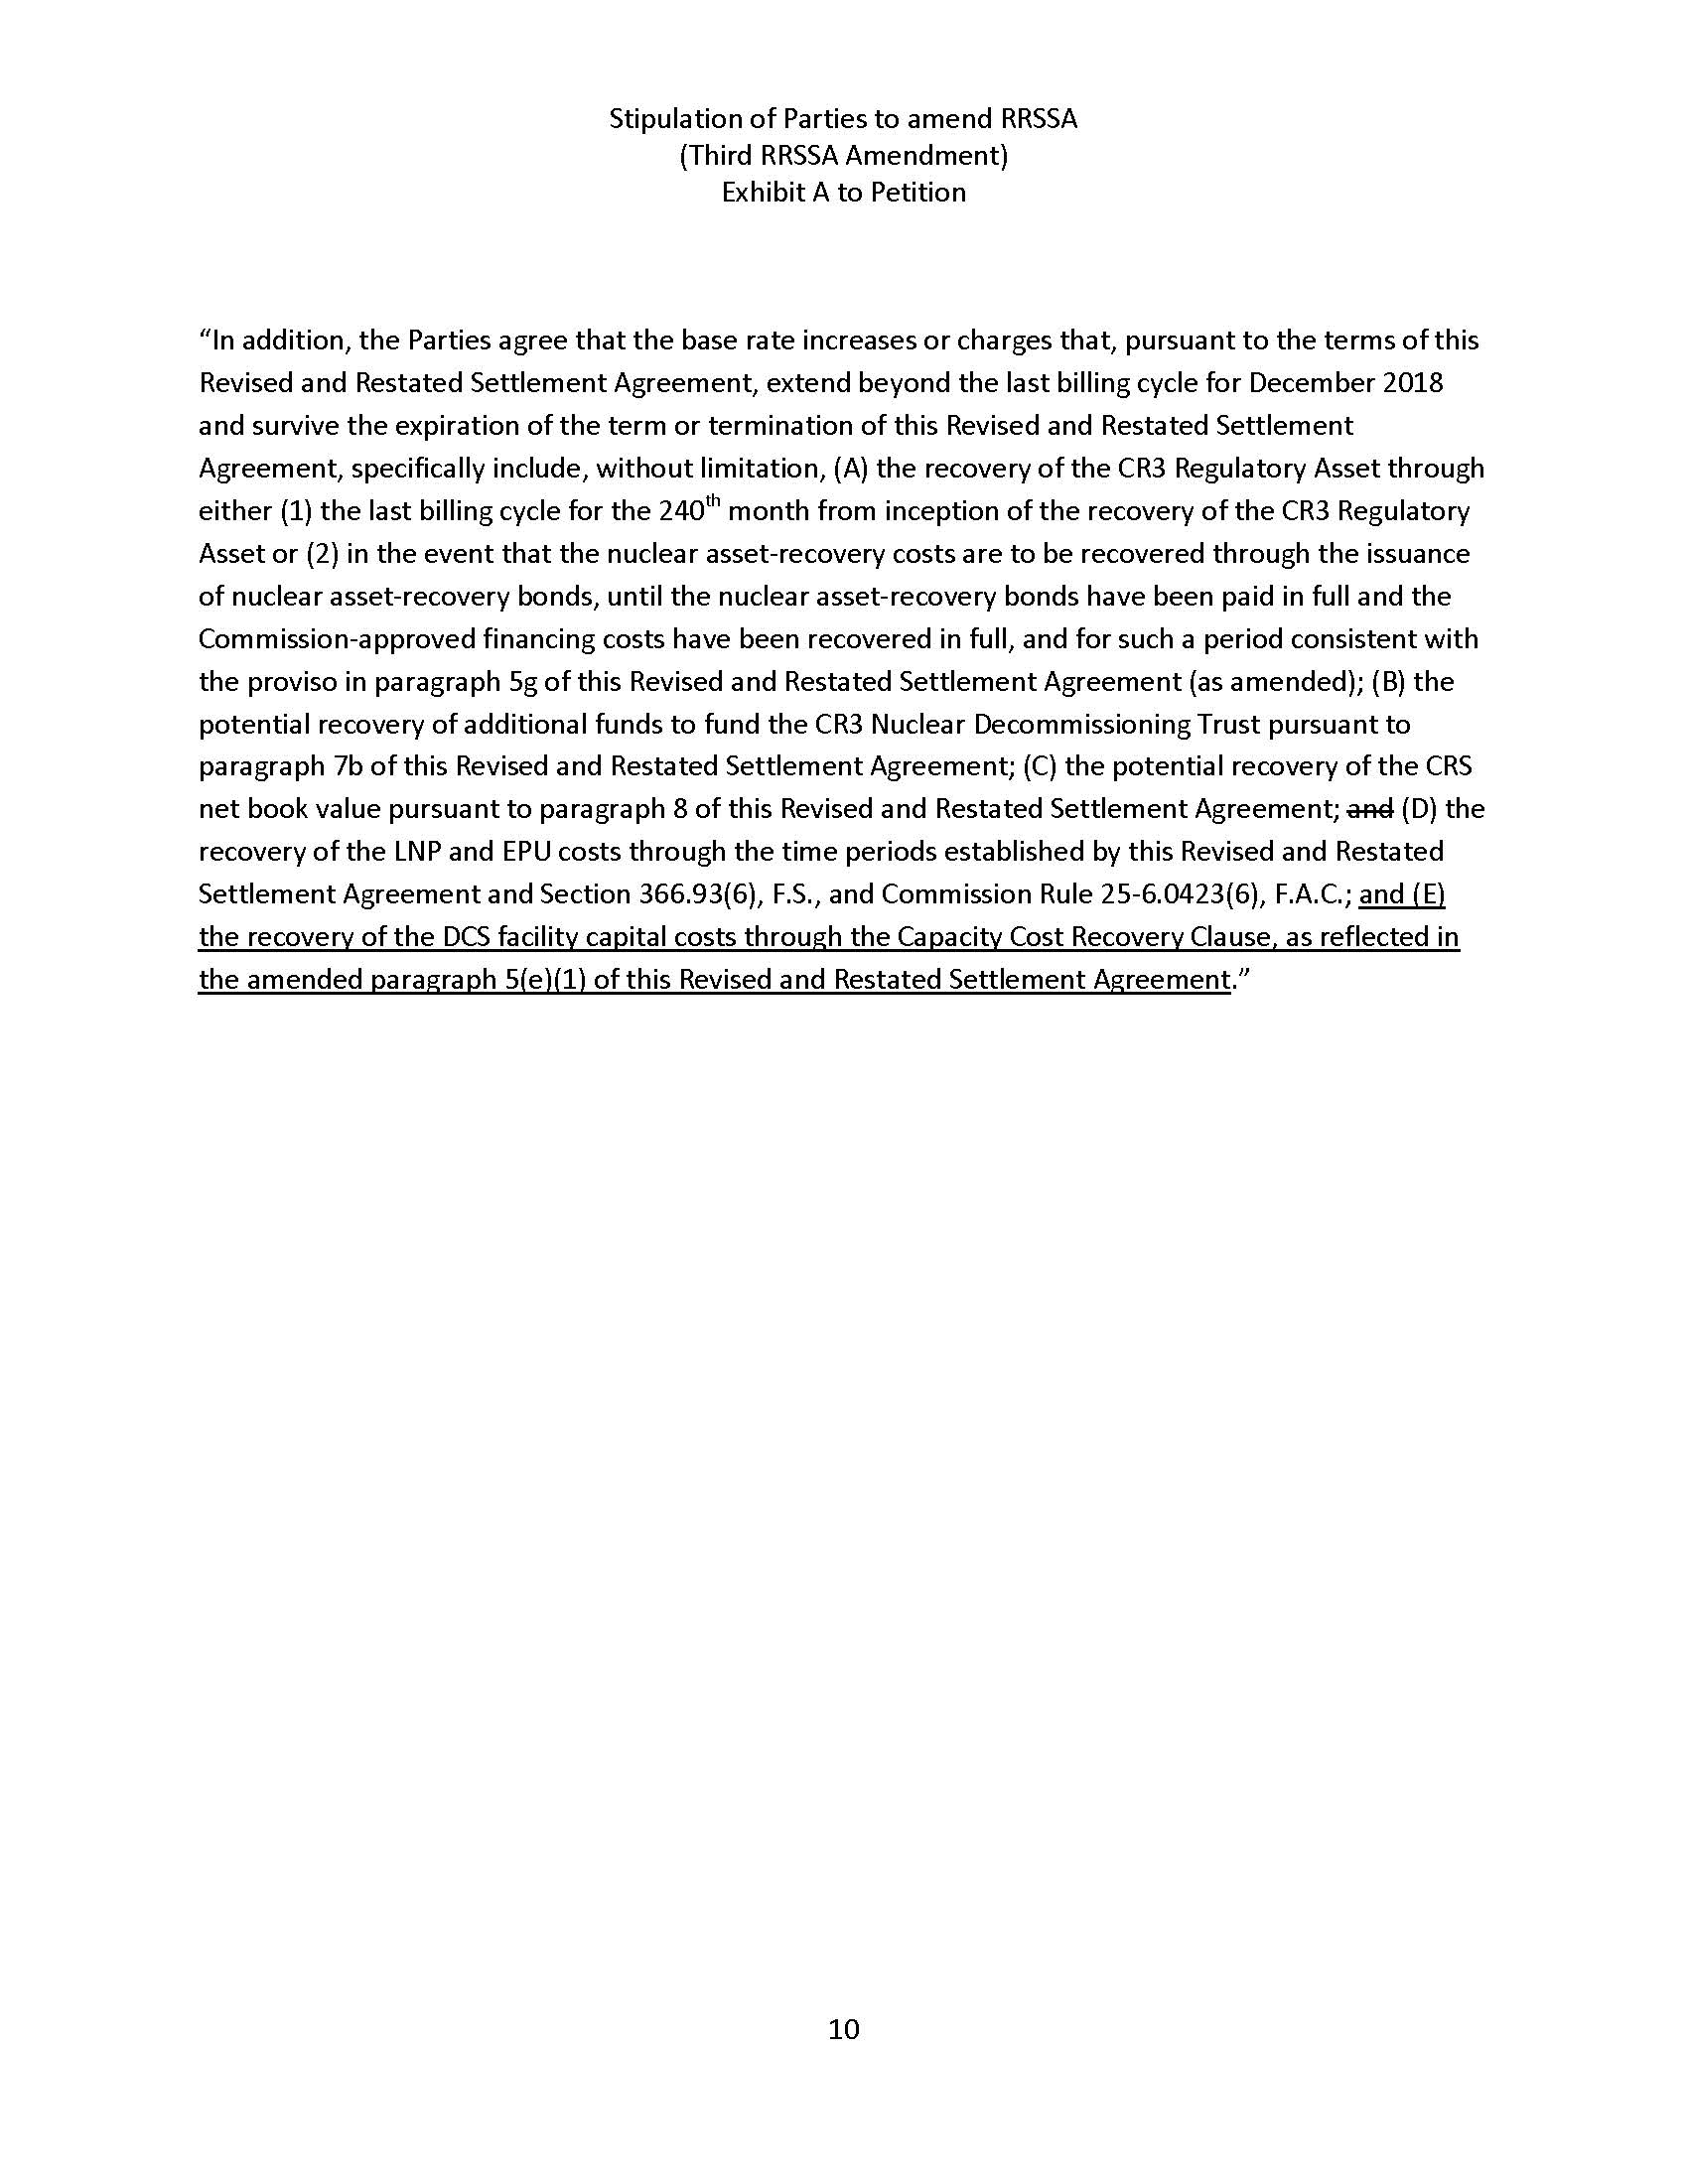 Stipulation of Parties to amend RRSSA
(Third RRSSA Amendment)
Exhibit A to Petition
“In addition, the Parties agree that the base rate increases or charges that, pursuant to the terms of this
Revised and Restated Settlement Agreement, extend beyond the last billing cycle for December 2018
and survive the expiration of the term or termination of this Revised and Restated Settlement
Agreement, specifically include, without limitation, (A) the recovery of the CR3 Regulatory Asset through
either (1) the last billing cycle for the 240th month from inception of the recovery of the CR3 Regulatory
Asset or (2) in the event that the nuclear asset-recovery costs are to be recovered through the issuance
of nuclear asset-recovery bonds, until the nuclear asset-recovery bonds have been paid in full and the
Commission-approved financing costs have been recovered in full, and for such a period consistent with
the proviso in paragraph 5g of this Revised and Restated Settlement Agreement (as amended); (B) the
potential recovery of additional funds to fund the CR3 Nuclear Decommissioning Trust pursuant to
paragraph 7b of this Revised and Restated Settlement Agreement; (C) the potential recovery of the CRS
net book value pursuant to paragraph 8 of this Revised and Restated Settlement Agreement; and (D) the
recovery of the LNP and EPU costs through the time periods established by this Revised and Restated
Settlement Agreement and Section 366.93(6), F.S., and Commission Rule 25-6.0423(6), F.A.C.; and (E)
the recovery of the DCS facility capital costs through the Capacity Cost Recovery Clause, as reflected in
the amended paragraph 5(e)(1) of this Revised and Restated Settlement Agreement.”
10